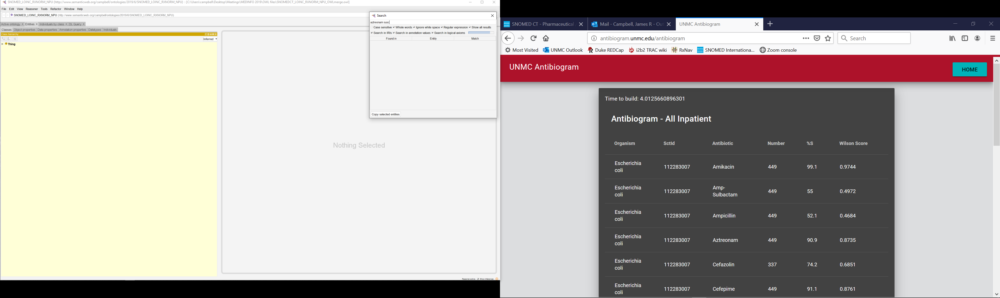 SNOMED_LOINC_RXNORM_NPU (http://www.semanticweb.org/campbell/ontologies/2019/6/SNOMED_LOINC_RXNORM_NPU) : [C:\Users\campbell\Desktop\Meetings\MEDINFO 2019\OWL files\SNOMEDCT_LOINC_RXNORM_NPU_OWLmerge.owl]
File Edit View Reasoner Tools Refactor Window Help
SNOMED_LOINC_RXNORM_NPU (http://www.semanticweb.org/campbell/ontologies/2019/6/SNOMED_LOINC_RXNORM_NPU)
Active ontology × Entities × Individuals by class × DL Query ×
Classes Object properties Data properties Annotation properties Datatypes Individuals
Class hierarchy
Inferred
Thing
Nothing Selected
Reasoner active Show Inferences
Search
aztreonam susc
Case sensitive Whole words Ignore white space Regular expression Show all results
Search in IRIs Search in annotation values Search in logical axioms
Found in Entity Match
Copy selected entities
SNOMED CT - Pharmaceutical
Mail - Campbell, James R - Out
UNMC Antibiogram
antibiogram.unmc.edu/antibiogram
Search
Most Visited UNMC Outlook Duke REDCap i2b2 TRAC wiki RxNav SNOMED Internationa... Zoom console
UNMC Antibiogram
HOME
Time to build: 4.0125660896301
Antibiogram - All Inpatient
Organism SctId Antibiotic Number %S Wilson Score
Escherichia coli 112283007 Amikacin 449 99.1 0.9744
Escherichia coli 112283007 Amp-Sulbactam 449 55 0.4972
Escherichia coli 112283007 Ampicillin 449 52.1 0.4684
Escherichia coli 112283007 Aztreonam 449 90.9 0.8735
Escherichia coli 112283007 Cefazolin 337 74.2 0.6851
Escherichia coli 112283007 Cefepime 449 91.1 0.8761